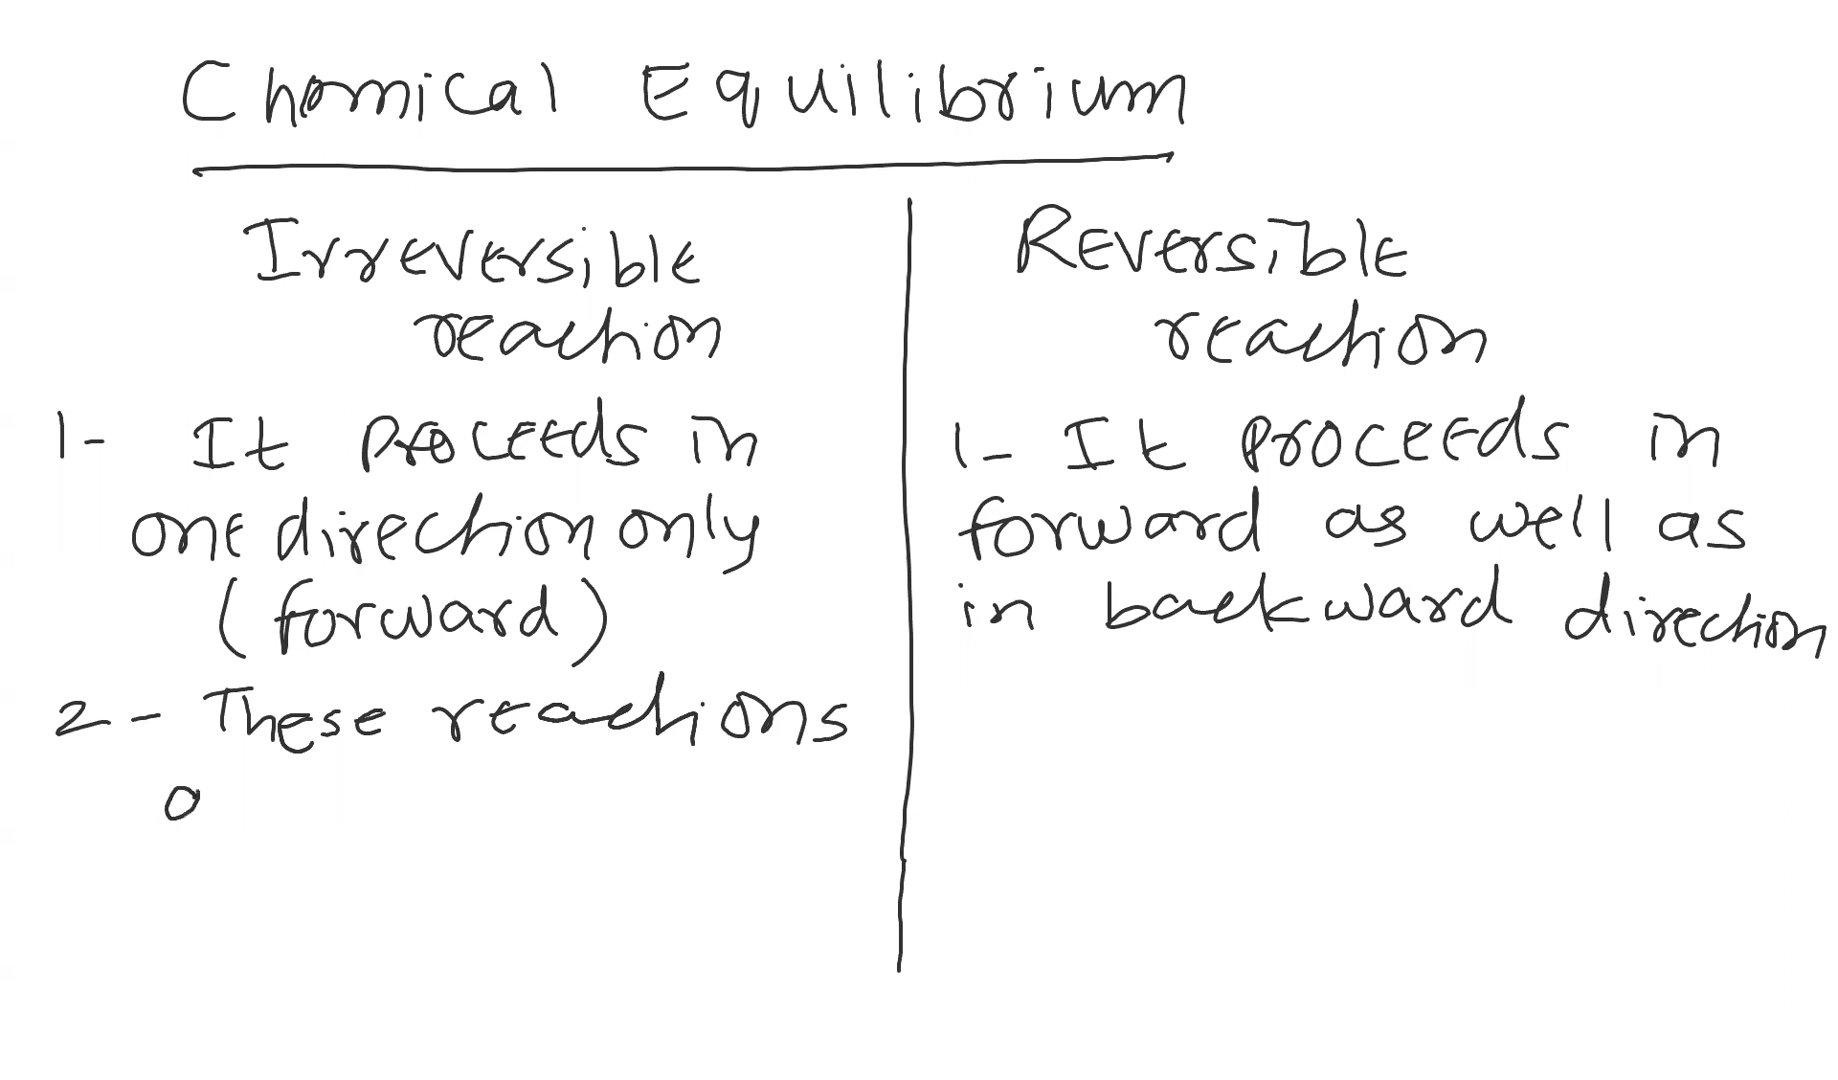 Chemical Equilibrium
Irreversible
reaction
1- It proceeds in
one direction only
(forward)
2- These reactions
o
Reversible
reaction
1- It proceeds in
forward as well as
in backward direction